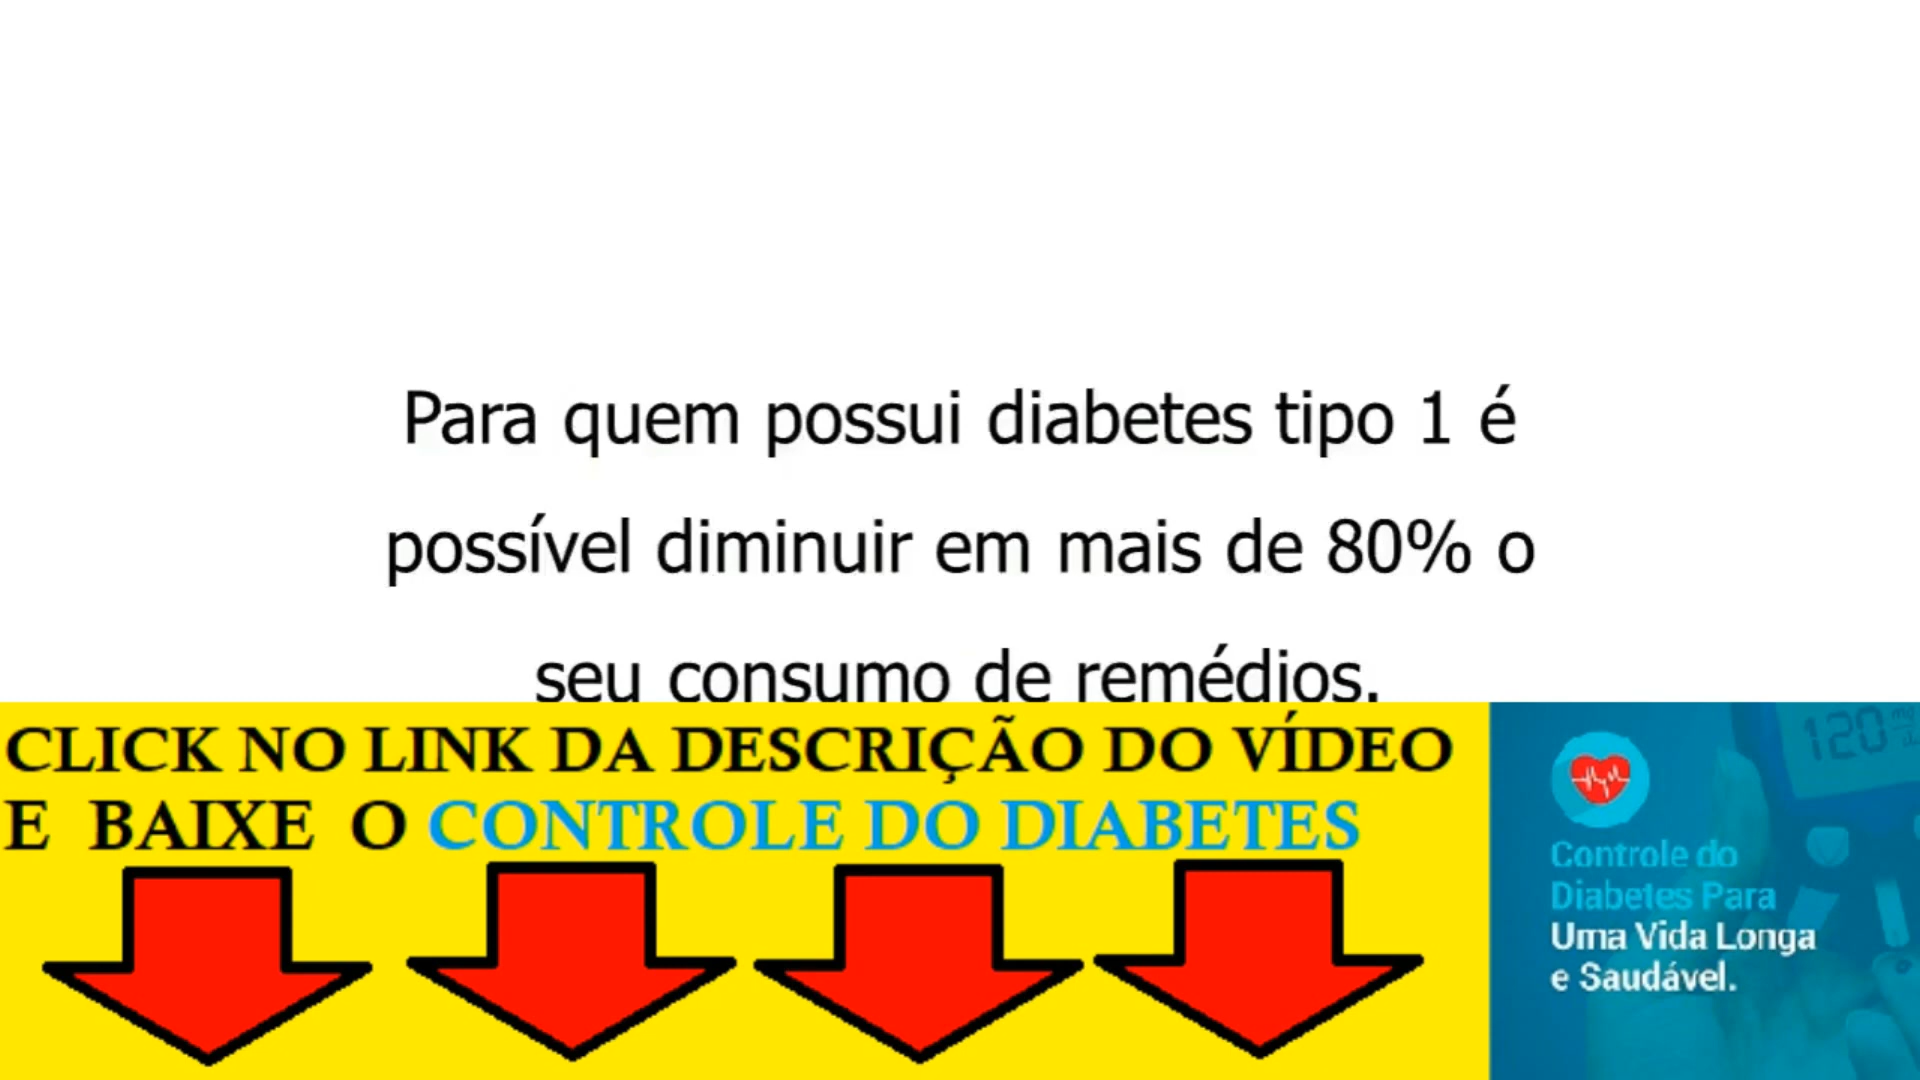 Para quem possui diabetes tipo 1 é
possível diminuir em mais de 80% o
seu consumo de remédios.
CLICK NO LINK DA DESCRIÇÃO DO VÍDEO
E BAIXE O CONTROLE DO DIABETES
120
Controle do
Diabetes Para
Uma Vida Longa
e Saudável.